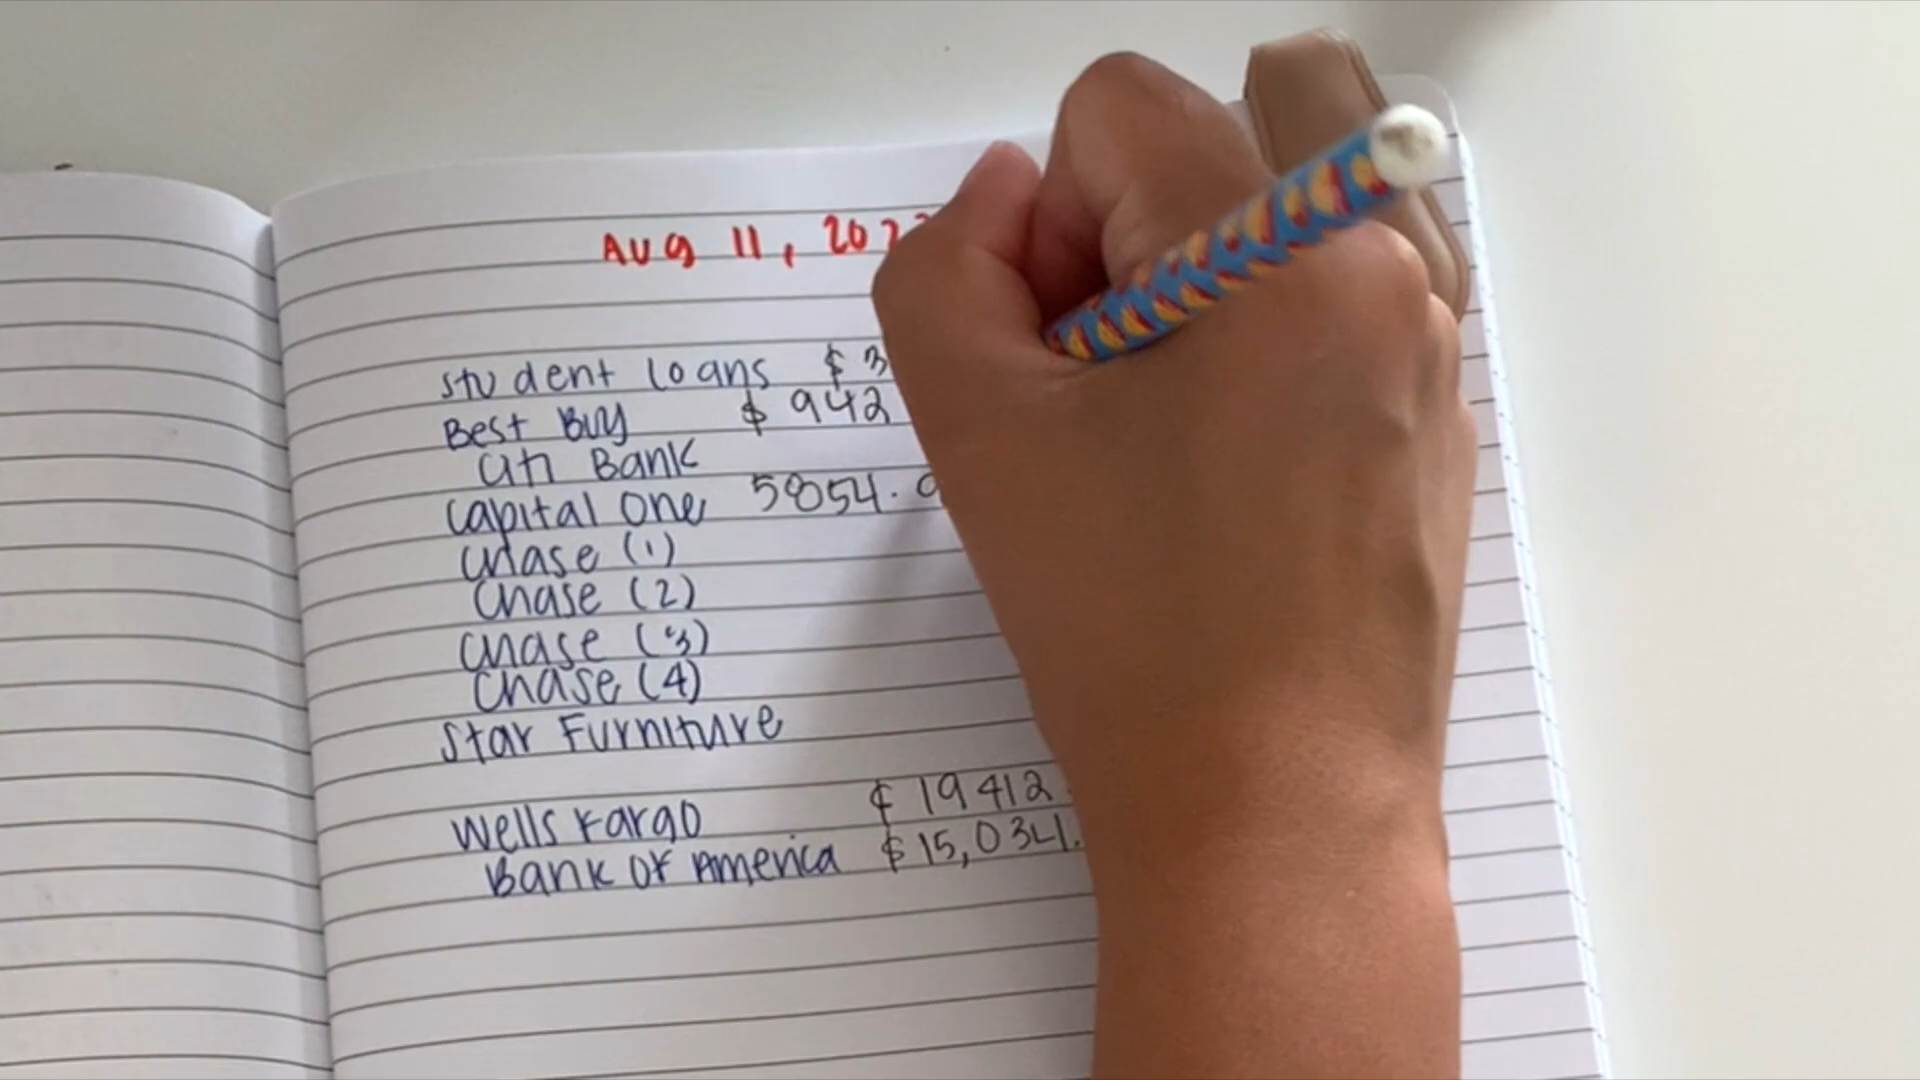 Aug 11, 202
student loans $ 3
Best Buy $ 942
Citi Bank
Capital One 5854.
Chase (1)
Chase (2)
Chase (3)
Chase (4)
Star Furniture
Wells Fargo $ 19412
Bank of America $ 15,034.